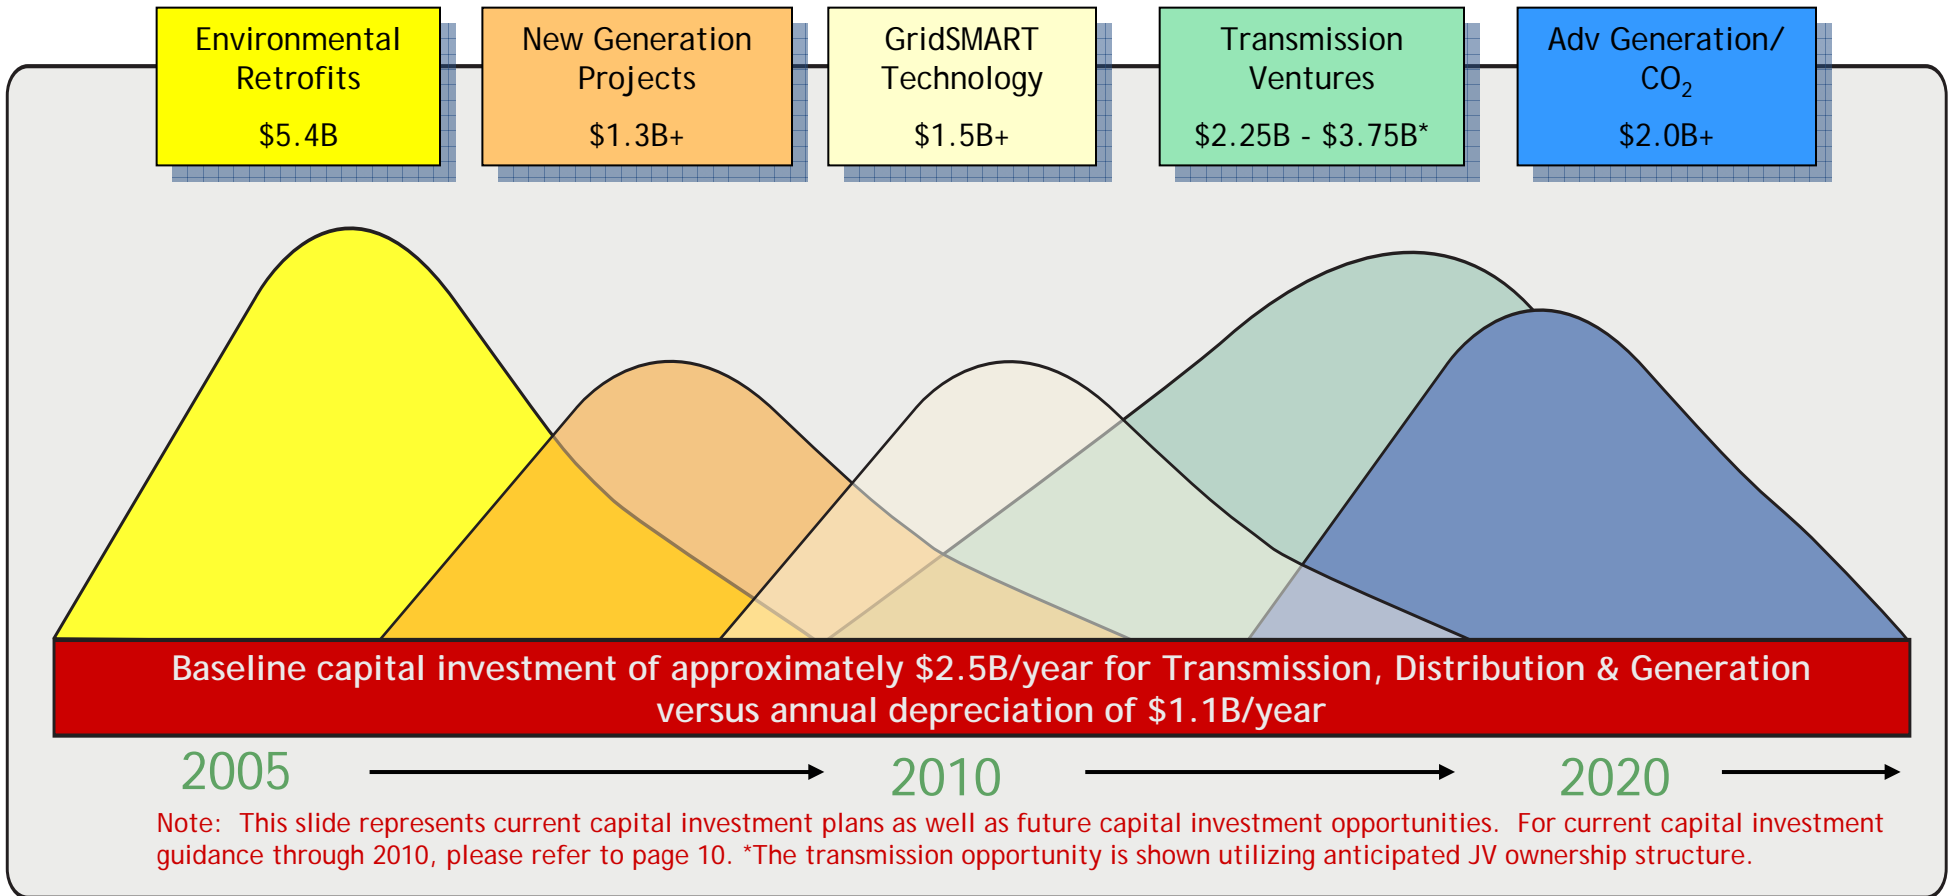 Environmental
Retrofits
$5.4B
New Generation
Projects
$1.3B+
GridSMART
Technology
$1.5B+
Transmission
Ventures
$2.25B - $3.75B*
Adv Generation/
CO₂
$2.0B+
Baseline capital investment of approximately $2.5B/year for Transmission, Distribution & Generation
versus annual depreciation of $1.1B/year
2005
2010
2020
Note:  This slide represents current capital investment plans as well as future capital investment opportunities.  For current capital investment
guidance through 2010, please refer to page 10. *The transmission opportunity is shown utilizing anticipated JV ownership structure.